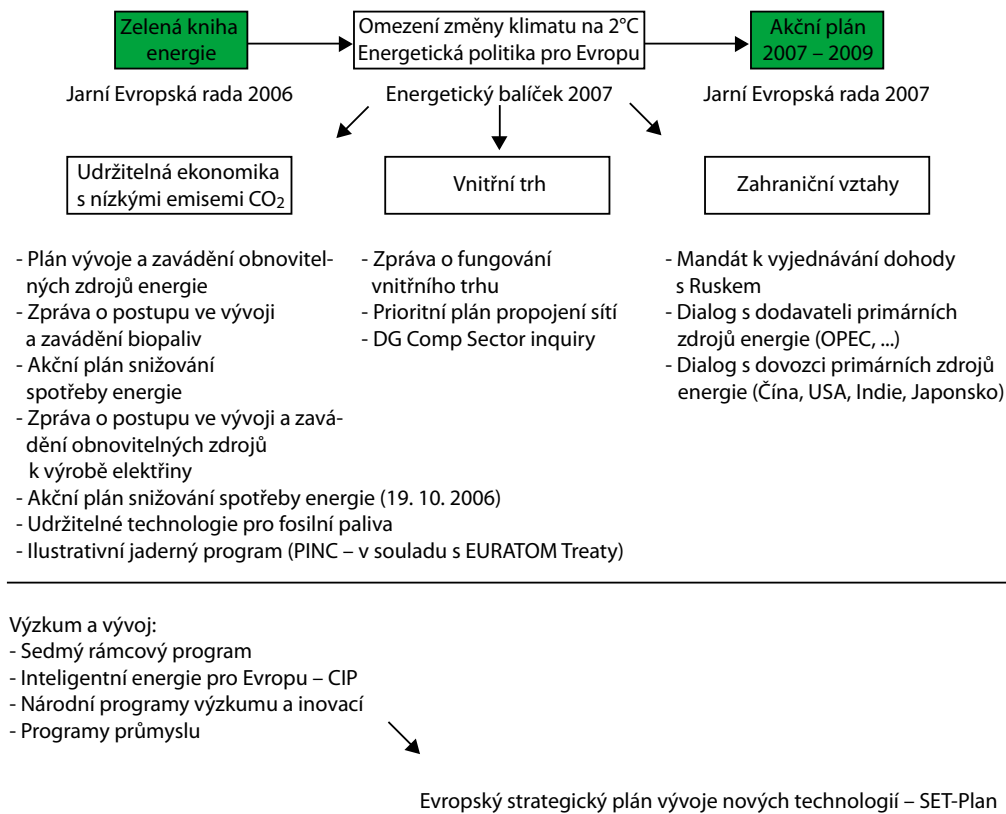 Zelená kniha
energie
Omezení změny klimatu na 2°C
Energetická politika pro Evropu
Akční plán
2007 – 2009
Jarní Evropská rada 2006
Energetický balíček 2007
Jarní Evropská rada 2007
Udržitelná ekonomika
s nízkými emisemi CO₂
Vnitřní trh
Zahraniční vztahy
- Plán vývoje a zavádění obnovitel-
ných zdrojů energie
- Zpráva o postupu ve vývoji
a zavádění biopaliv
- Akční plán snižování
spotřeby energie
- Zpráva o postupu ve vývoji a zavá-
dění obnovitelných zdrojů
k výrobě elektřiny
- Akční plán snižování spotřeby energie (19. 10. 2006)
- Udržitelné technologie pro fosilní paliva
- Ilustrativní jaderný program (PINC – v souladu s EURATOM Treaty)
- Zpráva o fungování
vnitřního trhu
- Prioritní plán propojení sítí
- DG Comp Sector inquiry
- Mandát k vyjednávání dohody
s Ruskem
- Dialog s dodavateli primárních
zdrojů energie (OPEC, ...)
- Dialog s dovozci primárních zdrojů
energie (Čína, USA, Indie, Japonsko)
Výzkum a vývoj:
- Sedmý rámcový program
- Inteligentní energie pro Evropu – CIP
- Národní programy výzkumu a inovací
- Programy průmyslu
Evropský strategický plán vývoje nových technologií – SET-Plan